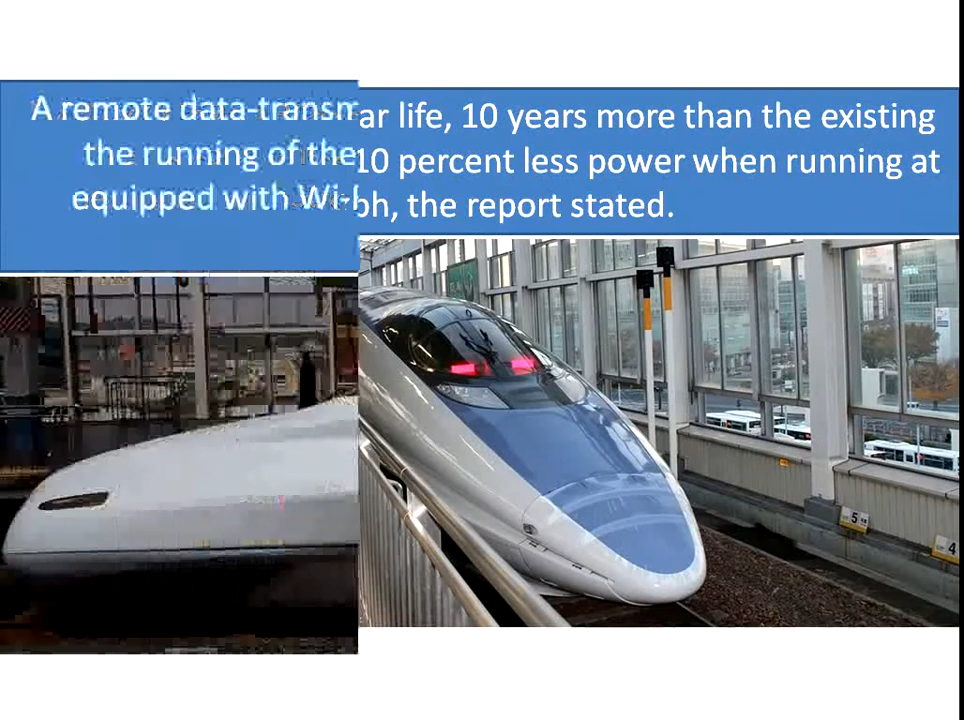 A remote data-transm
the running of the
equipped with Wi-
ar life, 10 years more than the existing
10 percent less power when running at
ph, the report stated.
5
4